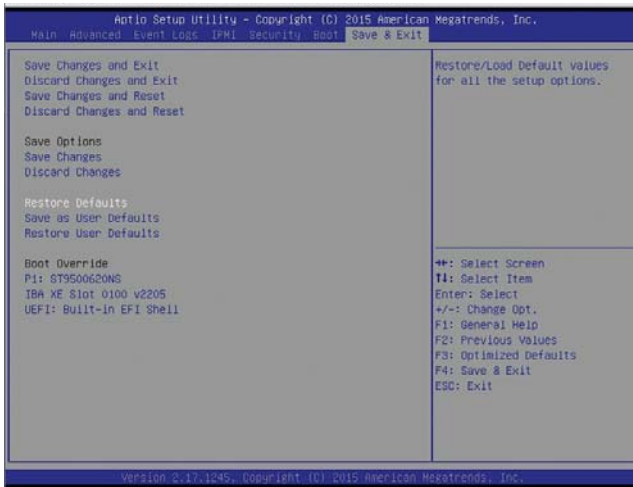 Aptio Setup Utility - Copyright (C) 2015 American Megatrends, Inc.
Main Advanced Event Logs IPMI Security Boot Save & Exit
Save Changes and Exit
Discard Changes and Exit
Save Changes and Reset
Discard Changes and Reset
Save Options
Save Changes
Discard Changes
Restore Defaults
Save as User Defaults
Restore User Defaults
Boot Override
P1: ST9500620NS
IBA XE Slot 0100 v2205
UEFI: Built-in EFI Shell
Restore/Load Default values
for all the setup options.
→←: Select Screen
↑↓: Select Item
Enter: Select
+/-: Change Opt.
F1: General Help
F2: Previous Values
F3: Optimized Defaults
F4: Save & Exit
ESC: Exit
Version 2.17.1245. Copyright (C) 2015 American Megatrends, Inc.